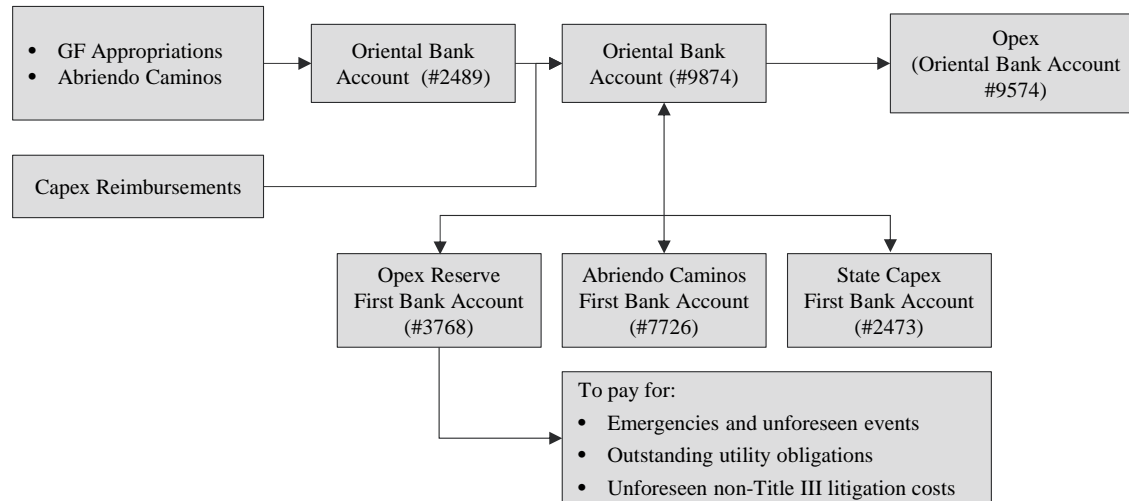 • GF Appropriations
• Abriendo Caminos
Oriental Bank
Account (#2489)
Oriental Bank
Account (#9874)
Opex
(Oriental Bank Account
#9574)
Capex Reimbursements
Opex Reserve
First Bank Account
(#3768)
Abriendo Caminos
First Bank Account
(#7726)
State Capex
First Bank Account
(#2473)
To pay for:
• Emergencies and unforeseen events
• Outstanding utility obligations
• Unforeseen non-Title III litigation costs